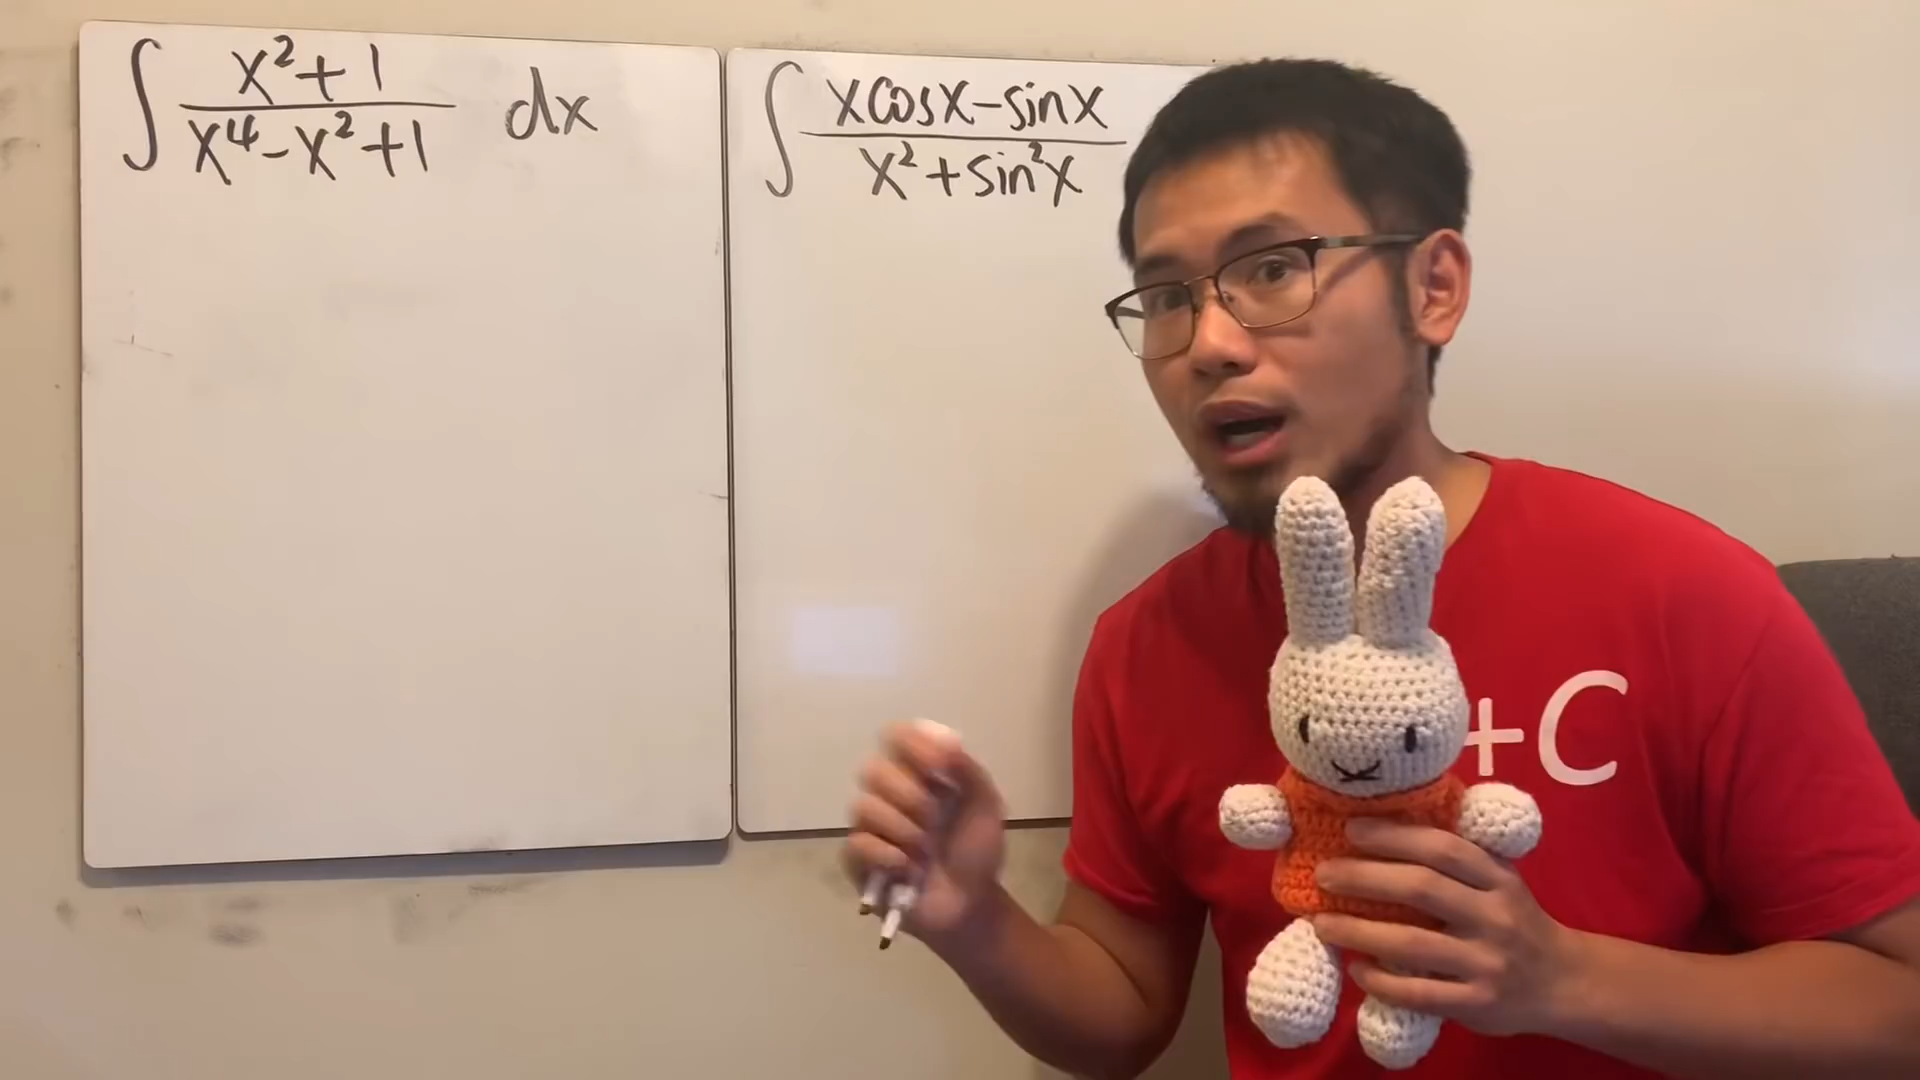 ∫ x²+1 / x⁴-x²+1 dx
∫ xcosx-sinx / x²+sin²x
+C